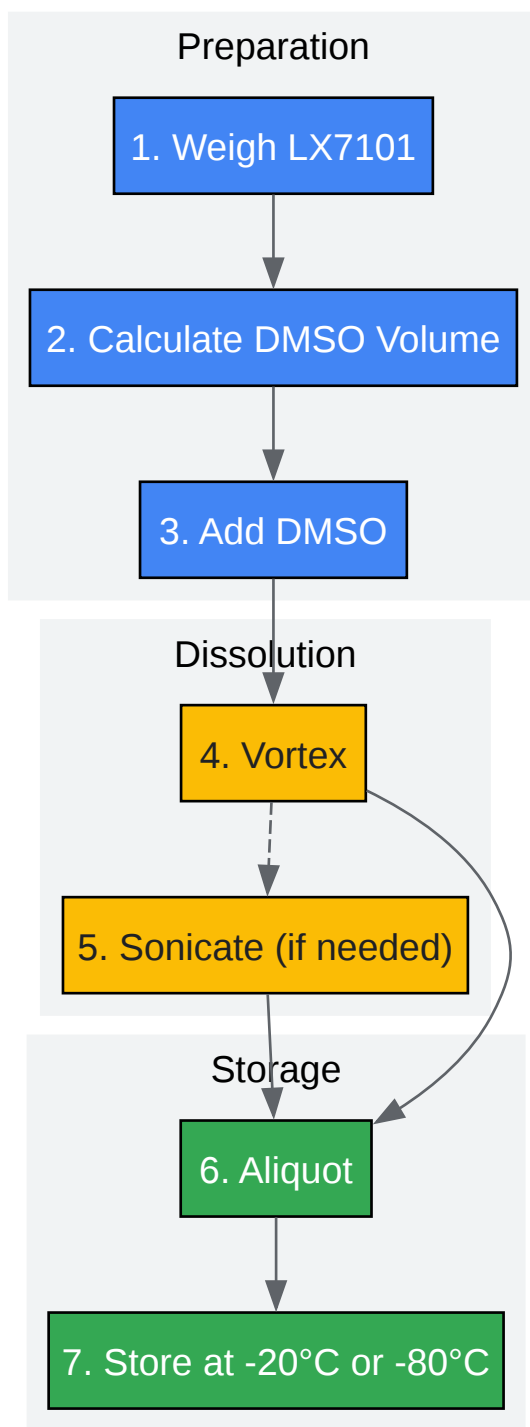 Preparation
1. Weigh LX7101
2. Calculate DMSO Volume
3. Add DMSO
Dissolution
4. Vortex
5. Sonicate (if needed)
Storage
6. Aliquot
7. Store at -20°C or -80°C